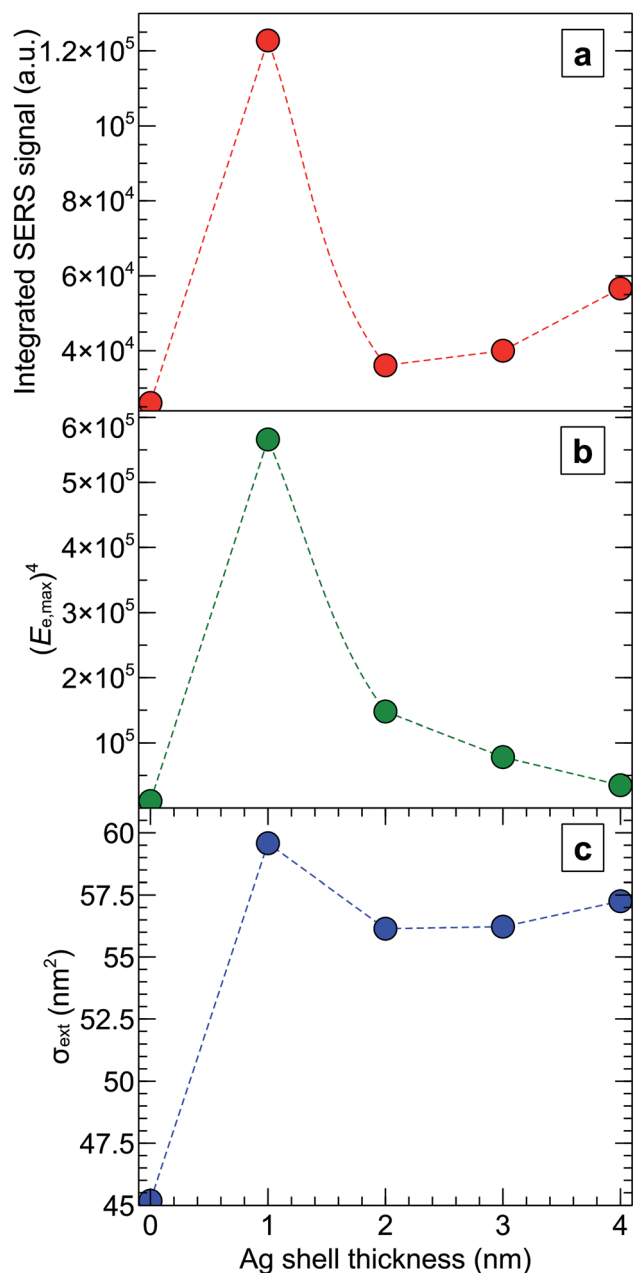 Integrated SERS signal (a.u.)
1.2×10⁵
10⁵
8×10⁴
6×10⁴
4×10⁴
a
(E e,max)⁴
6×10⁵
5×10⁵
4×10⁵
3×10⁵
2×10⁵
10⁵
b
σext (nm²)
60
57.5
55
52.5
50
47.5
45
c
0 1 2 3 4
Ag shell thickness (nm)